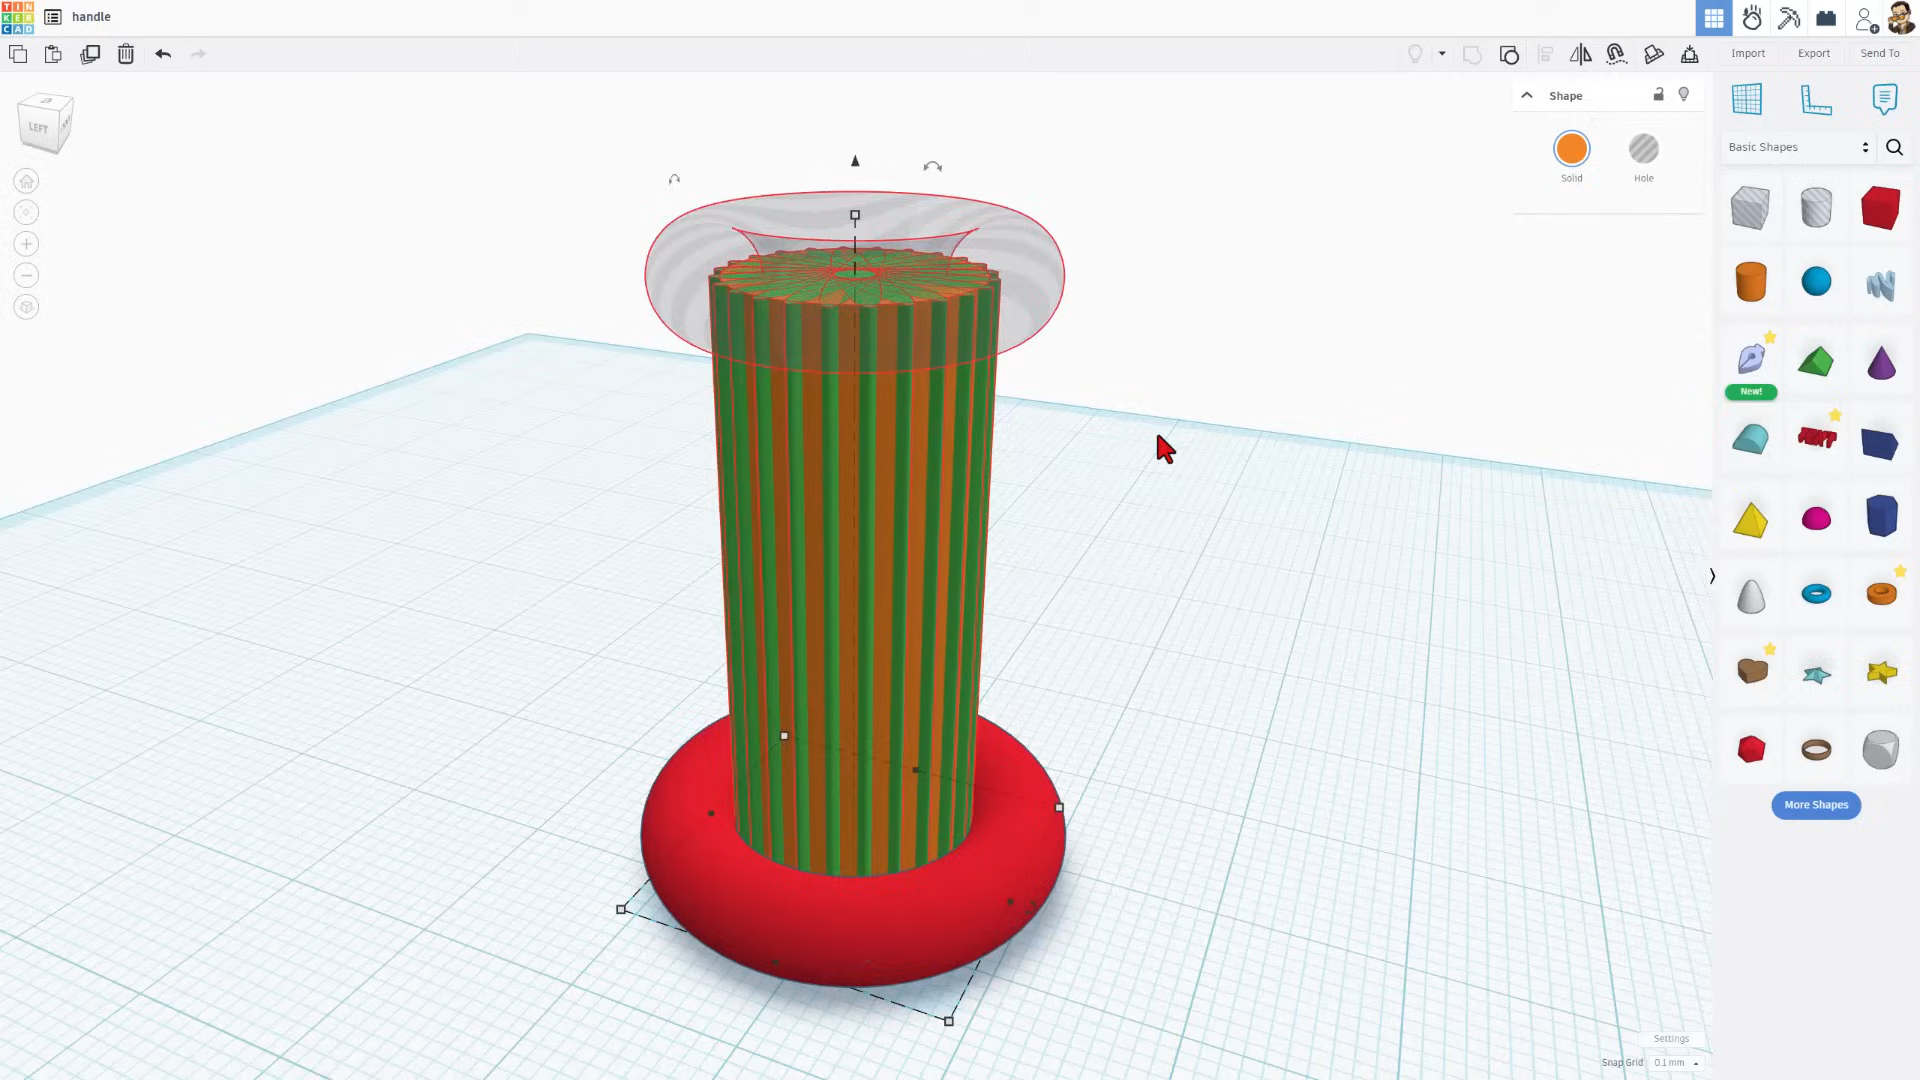 TIN
KER
CAD
handle
Import
Export
Send To
LEFT
Shape
Solid
Hole
Basic Shapes
New!
TEXT
More Shapes
Settings
Snap Grid 0.1 mm